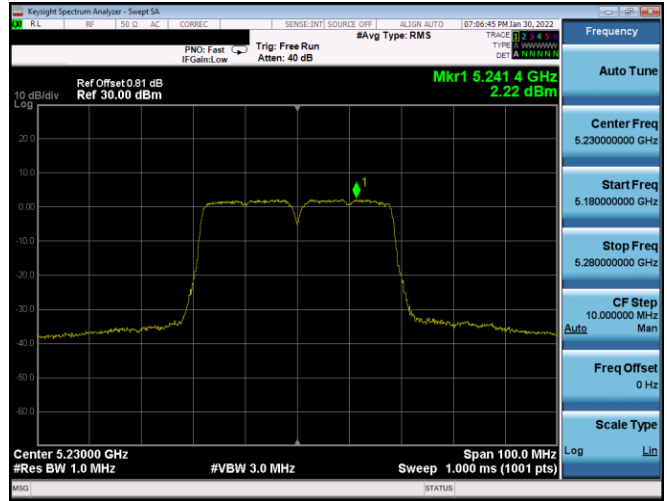 Keysight Spectrum Analyzer - Swept SA
RL RF 50 Ω AC CORREC SENSE:INT SOURCE OFF ALIGN AUTO 07:06:45 PM Jan 30, 2022
#Avg Type: RMS
TRACE 1 2 3 4 5 6
TYPE A WWWWW
DET A N N N N N
PNO: Fast
IFGain:Low
Trig: Free Run
Atten: 40 dB
Ref Offset 0.81 dB
Ref 30.00 dBm
10 dB/div
Log
Mkr1 5.241 4 GHz
2.22 dBm
20.0
10.0
0.00
-10.0
-20.0
-30.0
-40.0
-50.0
-60.0
1
Center 5.23000 GHz
#Res BW 1.0 MHz
#VBW 3.0 MHz
Span 100.0 MHz
Sweep 1.000 ms (1001 pts)
MSG
STATUS
Frequency
Auto Tune
Center Freq
5.230000000 GHz
Start Freq
5.180000000 GHz
Stop Freq
5.280000000 GHz
CF Step
10.000000 MHz
Auto Man
Freq Offset
0 Hz
Scale Type
Log Lin